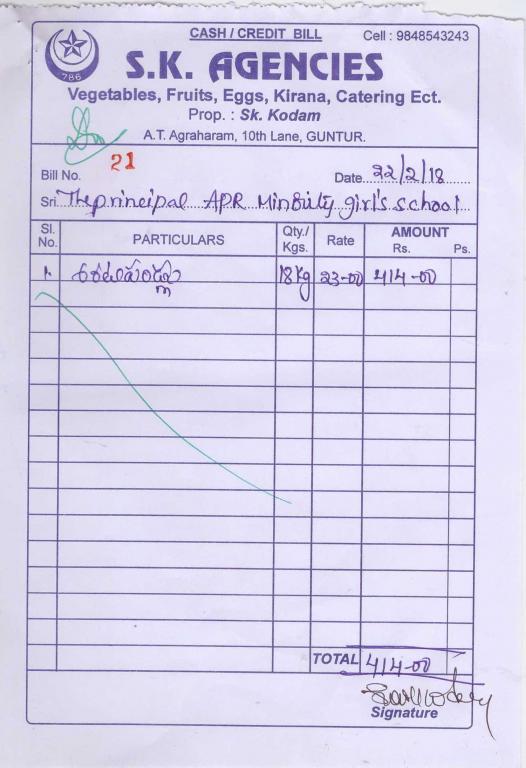 CASH / CREDIT BILL
Cell : 9848543243
786
S.K. AGENCIES
Vegetables, Fruits, Eggs, Kirana, Catering Ect.
Prop. : Sk. Kodam
A.T. Agraharam, 10th Lane, GUNTUR.
Bill No. 21 Date 22/2/18
Sri The principal APR Minority girl's school
Sl. No. PARTICULARS Qty./ Kgs. Rate AMOUNT Rs. Ps.
1. 18 Kg 23-00 414-00
TOTAL 414-00
Signature